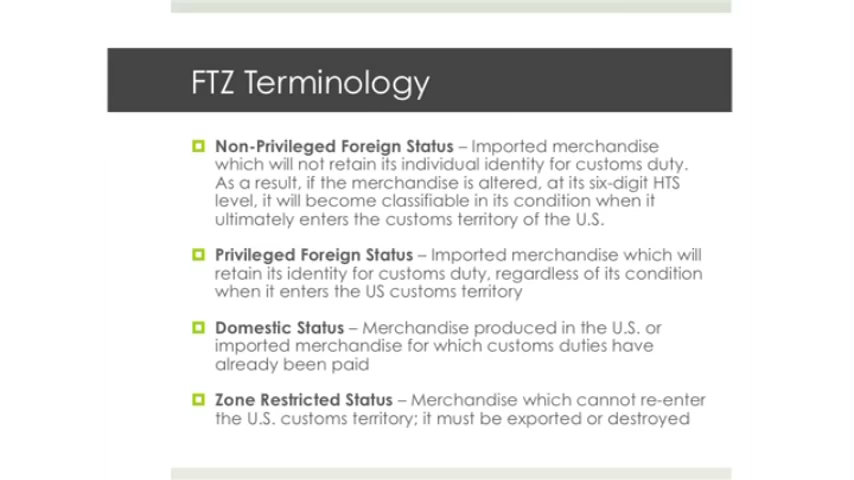 FTZ Terminology
Non-Privileged Foreign Status – Imported merchandise
which will not retain its individual identity for customs duty.
As a result, if the merchandise is altered, at its six-digit HTS
level, it will become classifiable in its condition when it
ultimately enters the customs territory of the U.S.
Privileged Foreign Status – Imported merchandise which will
retain its identity for customs duty, regardless of its condition
when it enters the US customs territory
Domestic Status – Merchandise produced in the U.S. or
imported merchandise for which customs duties have
already been paid
Zone Restricted Status – Merchandise which cannot re-enter
the U.S. customs territory; it must be exported or destroyed